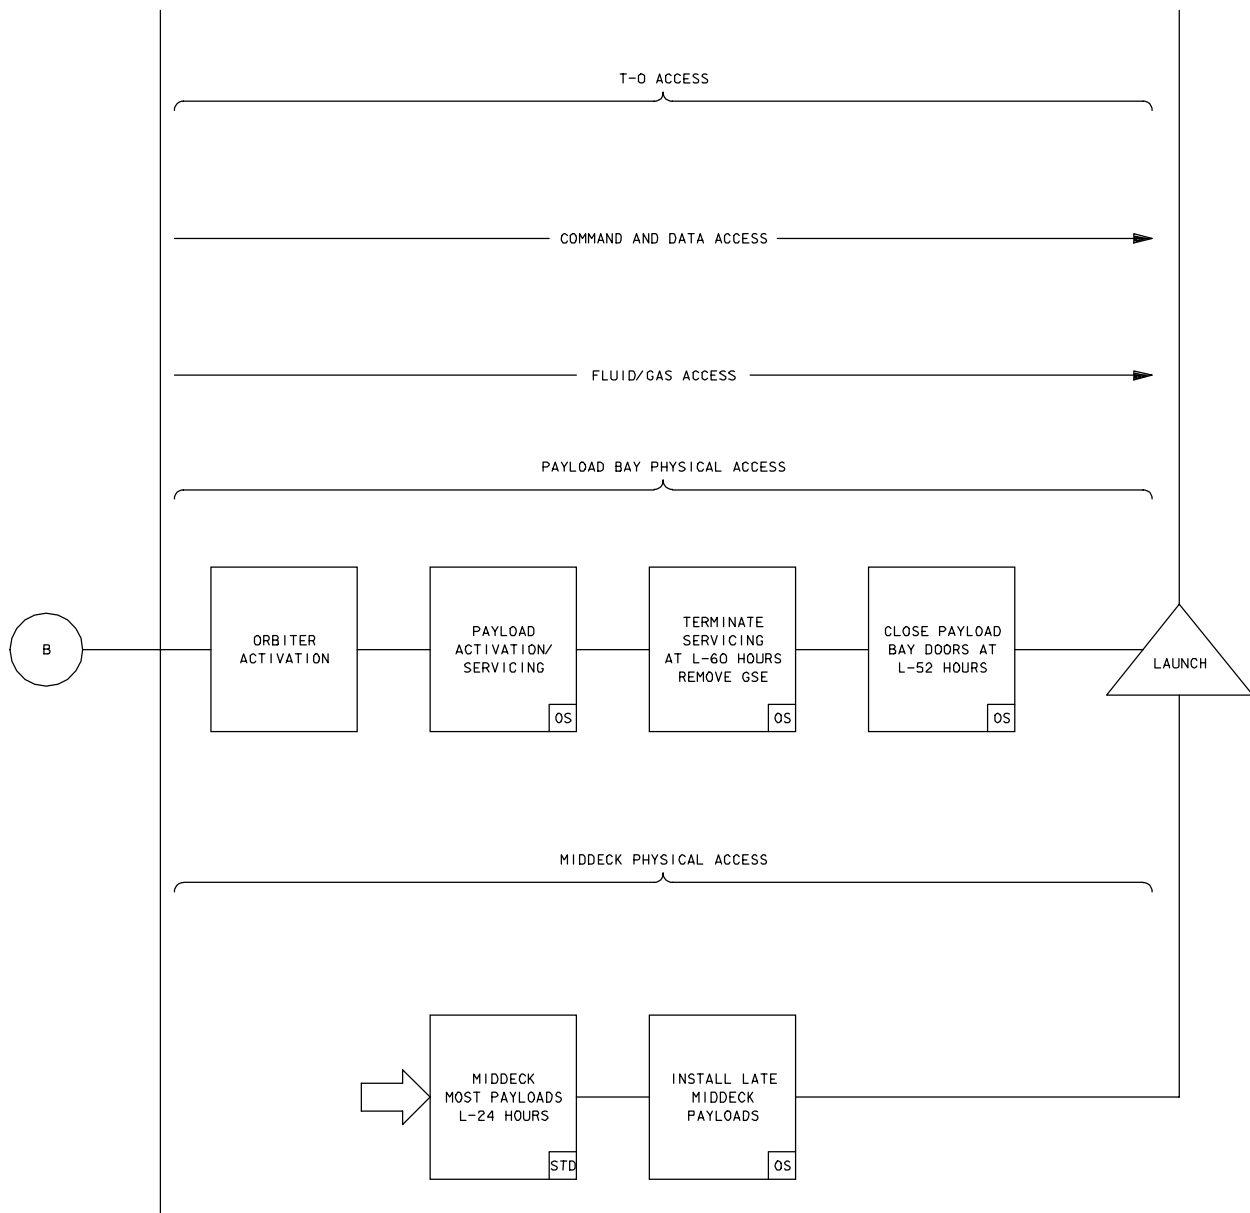 T-0 ACCESS
COMMAND AND DATA ACCESS
FLUID/GAS ACCESS
PAYLOAD BAY PHYSICAL ACCESS
B
ORBITER
ACTIVATION
PAYLOAD
ACTIVATION/
SERVICING
OS
TERMINATE
SERVICING
AT L-60 HOURS
REMOVE GSE
OS
CLOSE PAYLOAD
BAY DOORS AT
L-52 HOURS
OS
LAUNCH
MIDDECK PHYSICAL ACCESS
MIDDECK
MOST PAYLOADS
L-24 HOURS
STD
INSTALL LATE
MIDDECK
PAYLOADS
OS